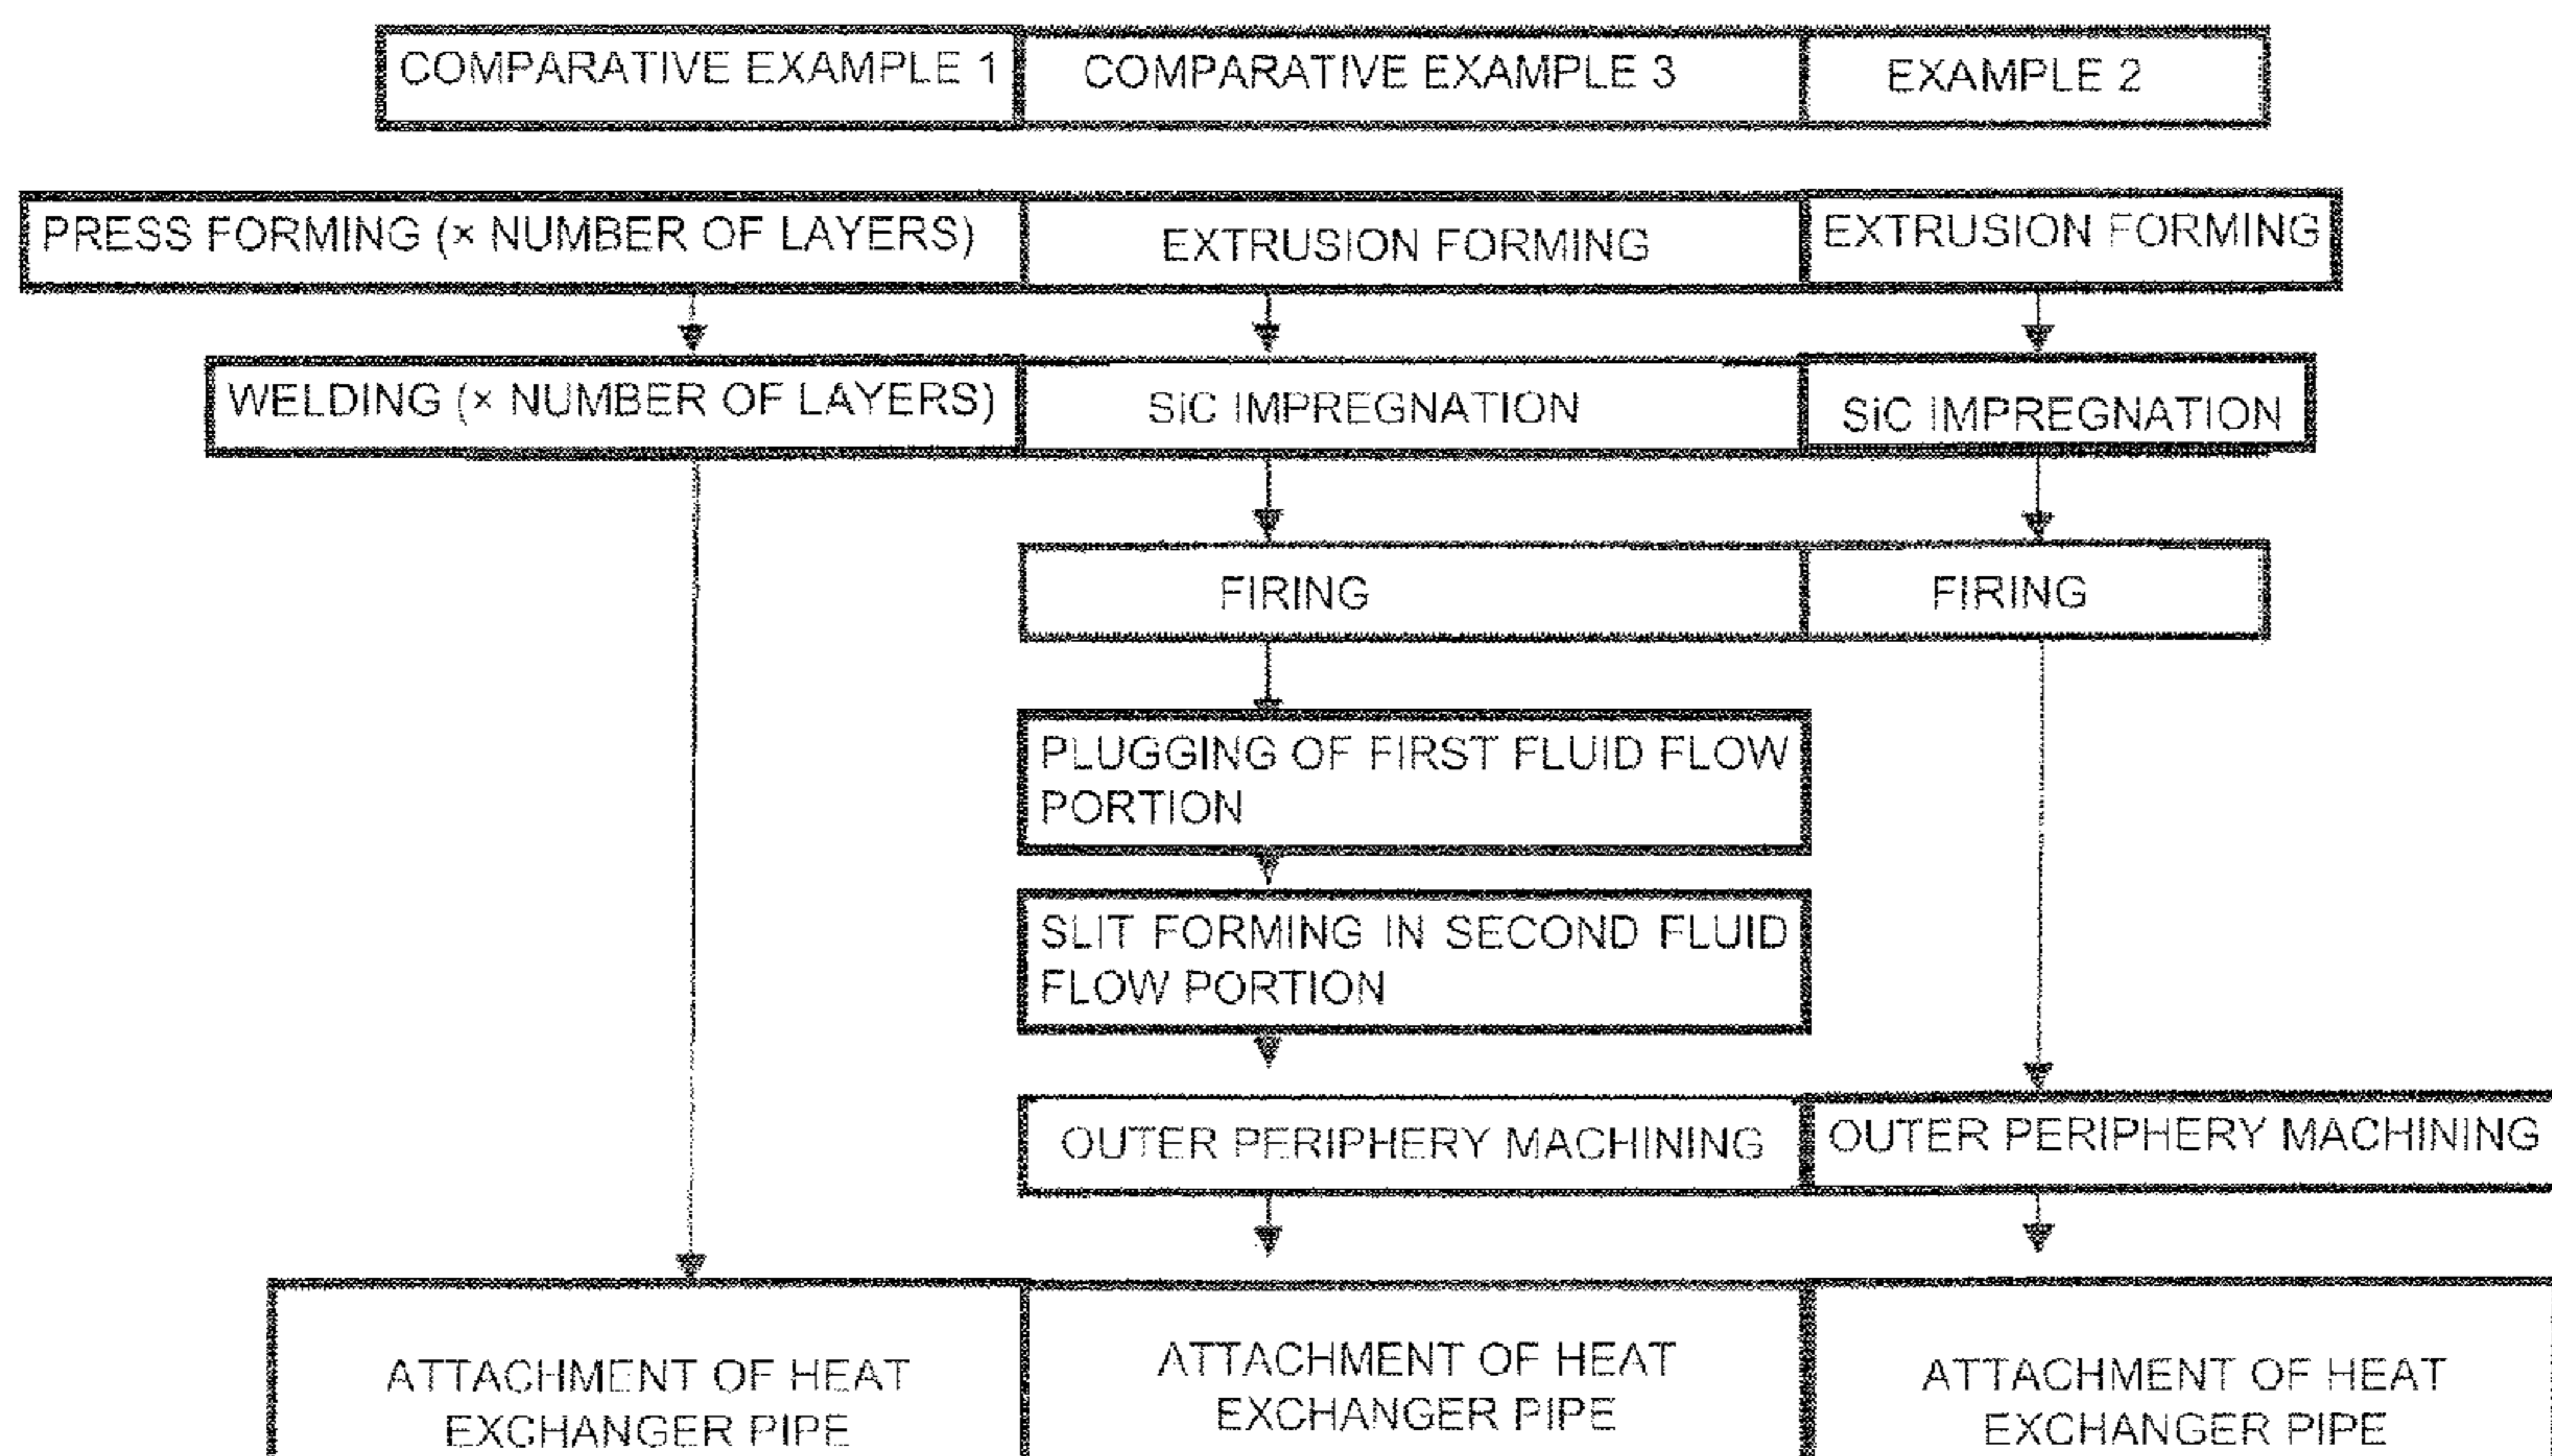 COMPARATIVE EXAMPLE 1
COMPARATIVE EXAMPLE 3
EXAMPLE 2
PRESS FORMING (× NUMBER OF LAYERS)
EXTRUSION FORMING
EXTRUSION FORMING
WELDING (× NUMBER OF LAYERS)
SiC IMPREGNATION
SiC IMPREGNATION
FIRING
FIRING
PLUGGING OF FIRST FLUID FLOW
PORTION
SLIT FORMING IN SECOND FLUID
FLOW PORTION
OUTER PERIPHERY MACHINING
OUTER PERIPHERY MACHINING
ATTACHMENT OF HEAT
EXCHANGER PIPE
ATTACHMENT OF HEAT
EXCHANGER PIPE
ATTACHMENT OF HEAT
EXCHANGER PIPE